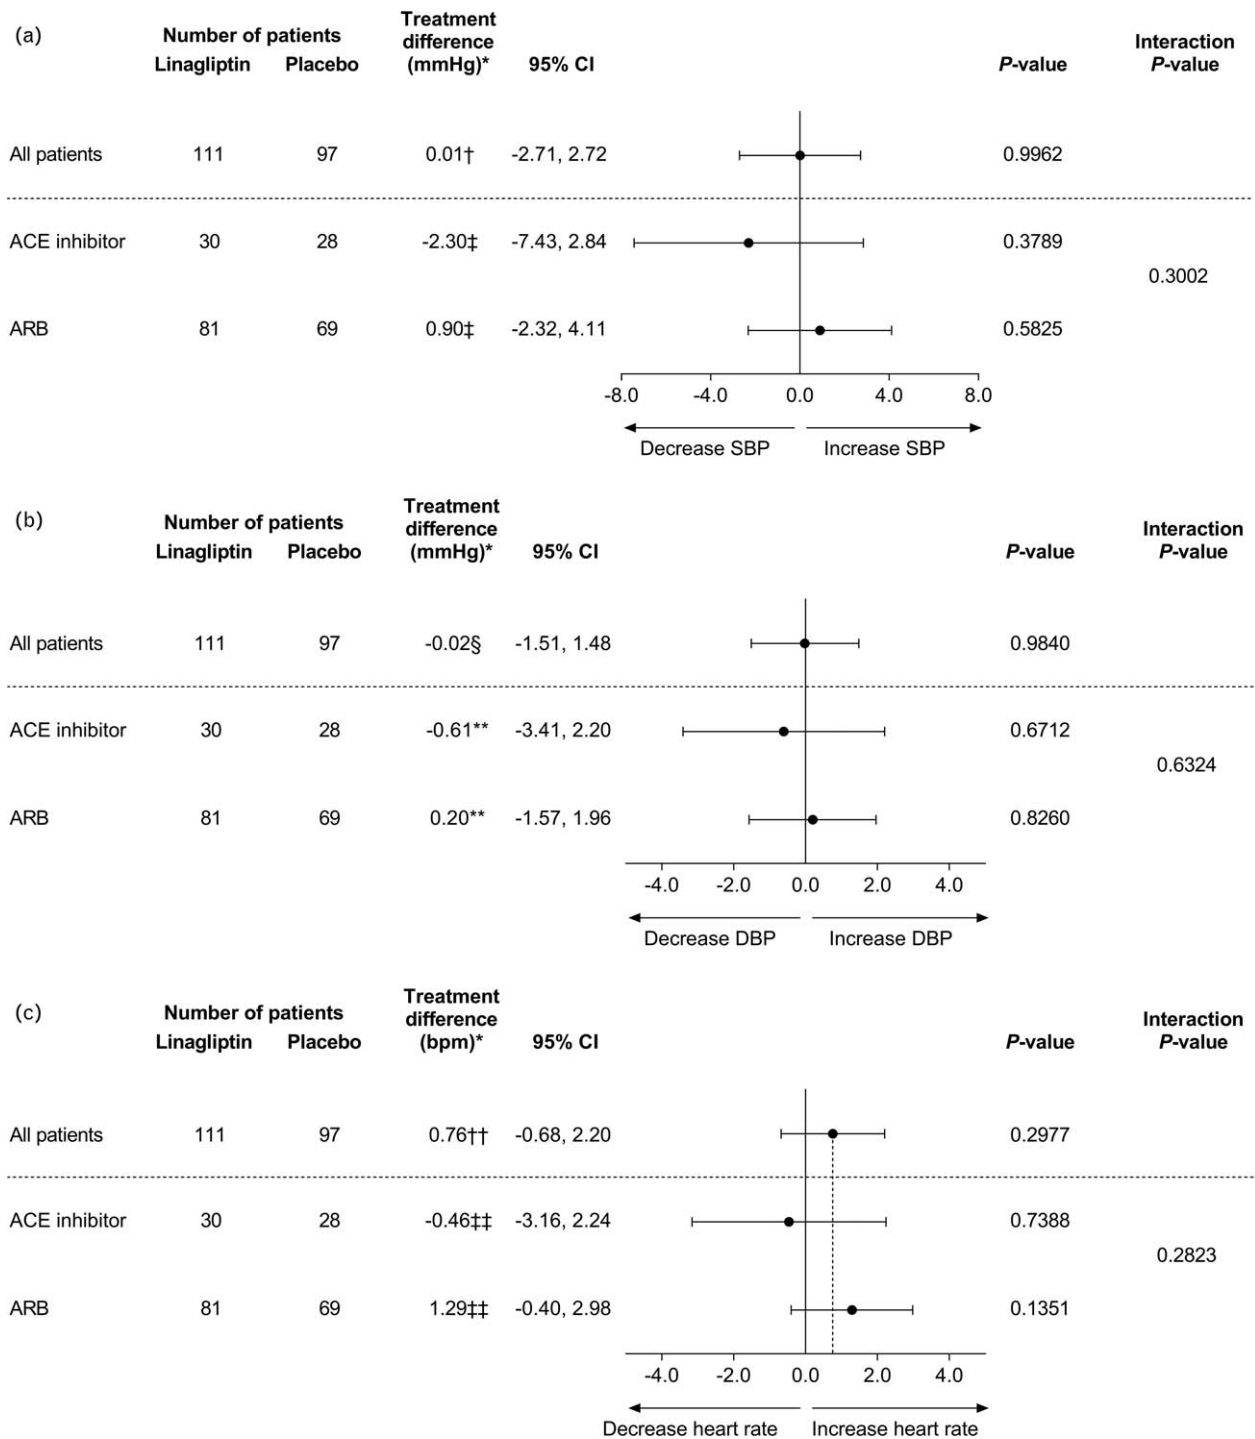 (a)
Number of patients
Treatment
difference
(mmHg)*
Linagliptin Placebo 95% CI P-value
Interaction
P-value
All patients 111 97 0.01† -2.71, 2.72 0.9962
ACE inhibitor 30 28 -2.30‡ -7.43, 2.84 0.3789
0.3002
ARB 81 69 0.90‡ -2.32, 4.11 0.5825
-8.0 -4.0 0.0 4.0 8.0
Decrease SBP Increase SBP
(b)
Number of patients
Treatment
difference
(mmHg)*
Linagliptin Placebo 95% CI P-value
Interaction
P-value
All patients 111 97 -0.02§ -1.51, 1.48 0.9840
ACE inhibitor 30 28 -0.61** -3.41, 2.20 0.6712
0.6324
ARB 81 69 0.20** -1.57, 1.96 0.8260
-4.0 -2.0 0.0 2.0 4.0
Decrease DBP Increase DBP
(c)
Number of patients
Treatment
difference
(bpm)*
Linagliptin Placebo 95% CI P-value
Interaction
P-value
All patients 111 97 0.76†† -0.68, 2.20 0.2977
ACE inhibitor 30 28 -0.46‡‡ -3.16, 2.24 0.7388
0.2823
ARB 81 69 1.29‡‡ -0.40, 2.98 0.1351
-4.0 -2.0 0.0 2.0 4.0
Decrease heart rate Increase heart rate